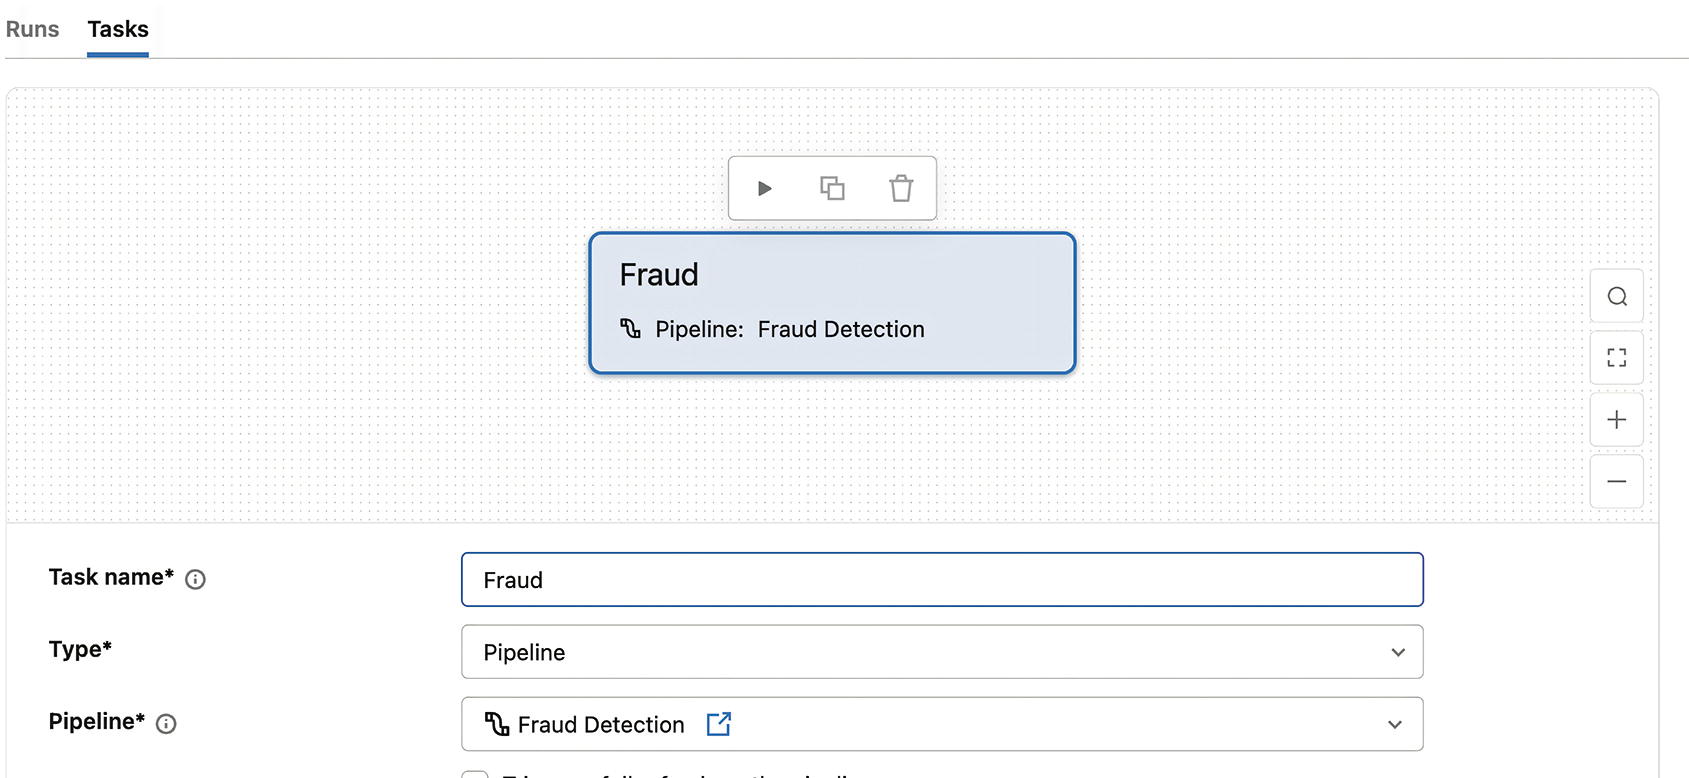 Runs Tasks
Fraud
Pipeline: Fraud Detection
Task name* Fraud
Type* Pipeline
Pipeline* Fraud Detection